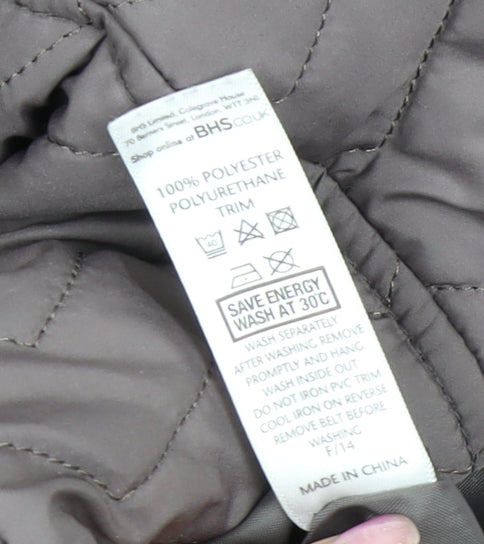 BHS Limited, Colegrave House
70 Berners Street, London, W1T 3NL
Shop online at BHS.CO.UK
100% POLYESTER
POLYURETHANE
TRIM
40
SAVE ENERGY
WASH AT 30°C
WASH SEPARATELY
AFTER WASHING REMOVE
PROMPTLY AND HANG
WASH INSIDE OUT
DO NOT IRON PVC TRIM
COOL IRON ON REVERSE
REMOVE BELT BEFORE
WASHING
F/14
MADE IN CHINA